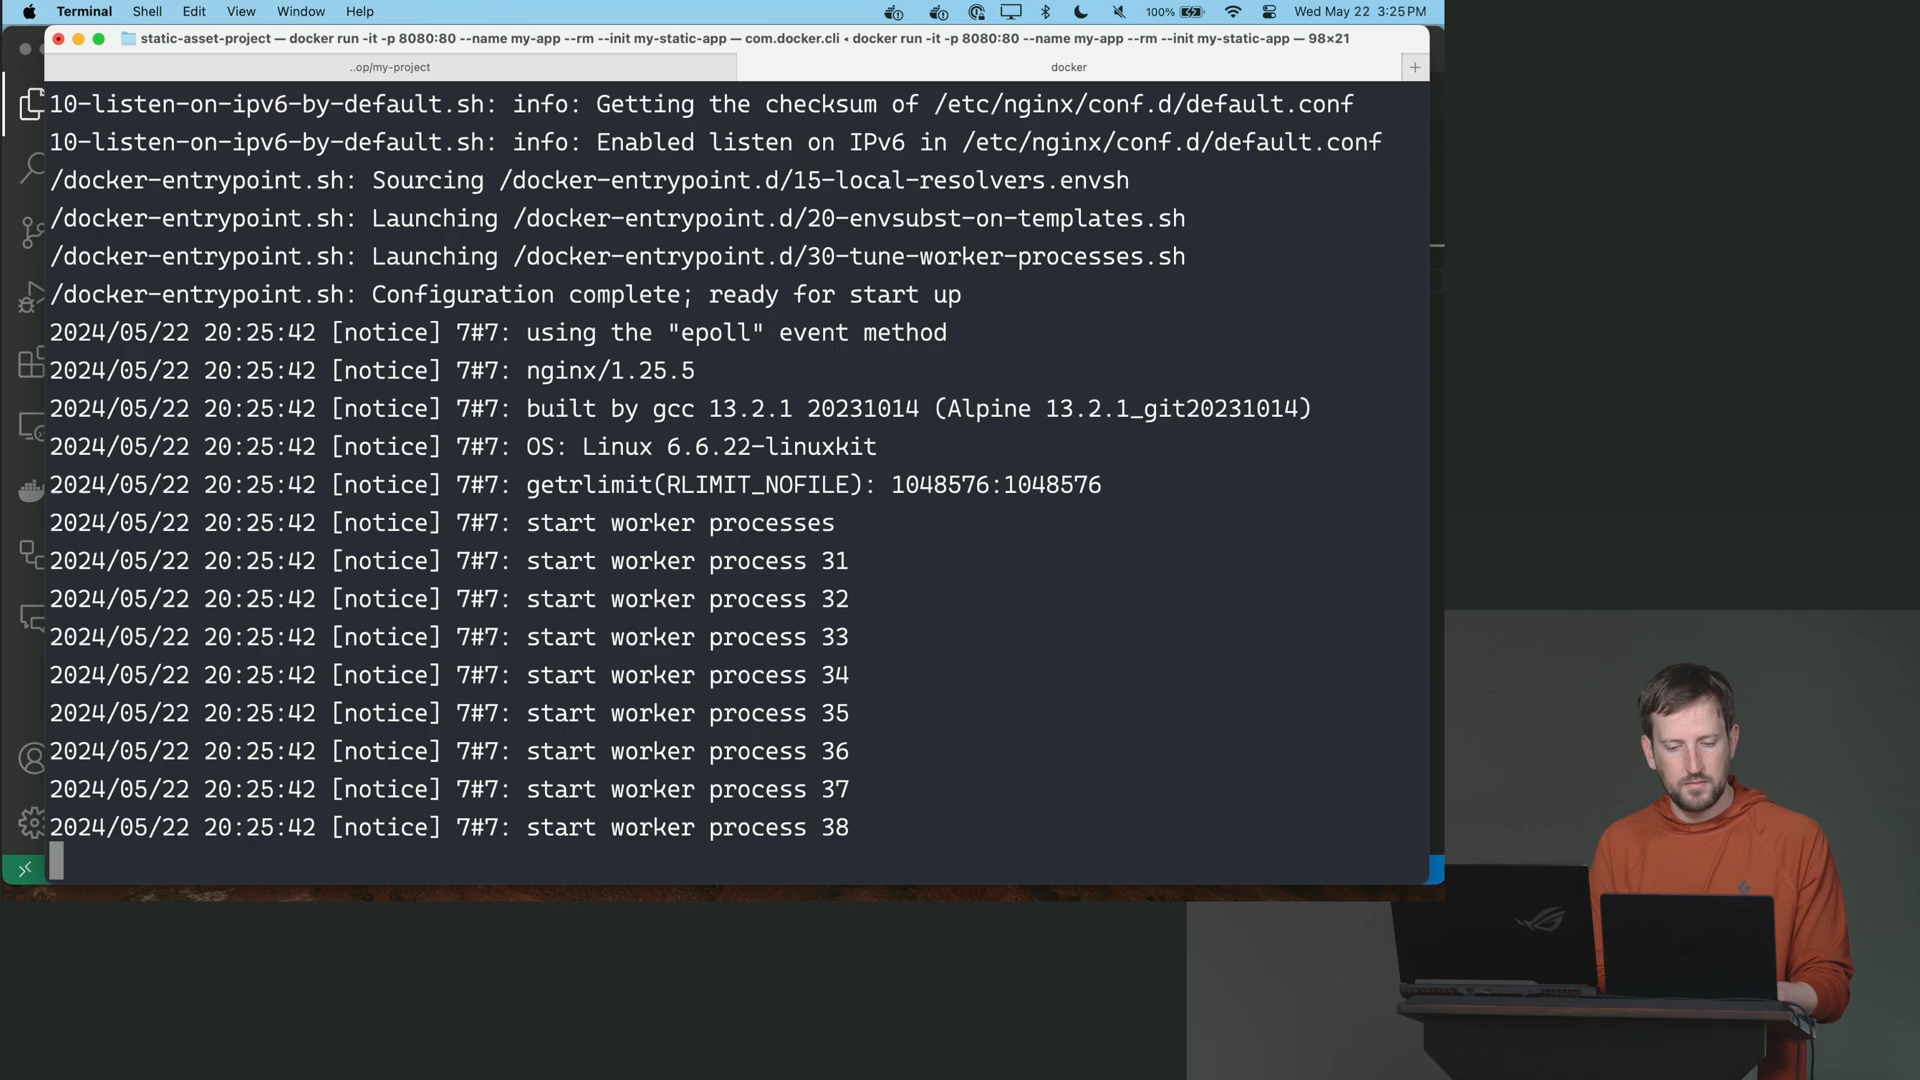 Terminal Shell Edit View Window Help 100% Wed May 22 3:25 PM
static-asset-project — docker run -it -p 8080:80 --name my-app --rm --init my-static-app — com.docker.cli ◂ docker run -it -p 8080:80 --name my-app --rm --init my-static-app — 98×21
..op/my-project docker +
10-listen-on-ipv6-by-default.sh: info: Getting the checksum of /etc/nginx/conf.d/default.conf
10-listen-on-ipv6-by-default.sh: info: Enabled listen on IPv6 in /etc/nginx/conf.d/default.conf
/docker-entrypoint.sh: Sourcing /docker-entrypoint.d/15-local-resolvers.envsh
/docker-entrypoint.sh: Launching /docker-entrypoint.d/20-envsubst-on-templates.sh
/docker-entrypoint.sh: Launching /docker-entrypoint.d/30-tune-worker-processes.sh
/docker-entrypoint.sh: Configuration complete; ready for start up
2024/05/22 20:25:42 [notice] 7#7: using the "epoll" event method
2024/05/22 20:25:42 [notice] 7#7: nginx/1.25.5
2024/05/22 20:25:42 [notice] 7#7: built by gcc 13.2.1 20231014 (Alpine 13.2.1_git20231014)
2024/05/22 20:25:42 [notice] 7#7: OS: Linux 6.6.22-linuxkit
2024/05/22 20:25:42 [notice] 7#7: getrlimit(RLIMIT_NOFILE): 1048576:1048576
2024/05/22 20:25:42 [notice] 7#7: start worker processes
2024/05/22 20:25:42 [notice] 7#7: start worker process 31
2024/05/22 20:25:42 [notice] 7#7: start worker process 32
2024/05/22 20:25:42 [notice] 7#7: start worker process 33
2024/05/22 20:25:42 [notice] 7#7: start worker process 34
2024/05/22 20:25:42 [notice] 7#7: start worker process 35
2024/05/22 20:25:42 [notice] 7#7: start worker process 36
2024/05/22 20:25:42 [notice] 7#7: start worker process 37
2024/05/22 20:25:42 [notice] 7#7: start worker process 38